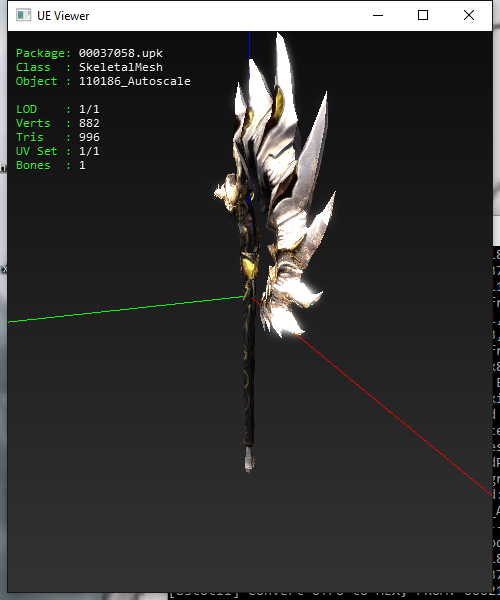 UE Viewer
Package: 00037058.upk
Class  : SkeletalMesh
Object : 110186_Autoscale
LOD    : 1/1
Verts  : 882
Tris   : 996
UV Set : 1/1
Bones  : 1